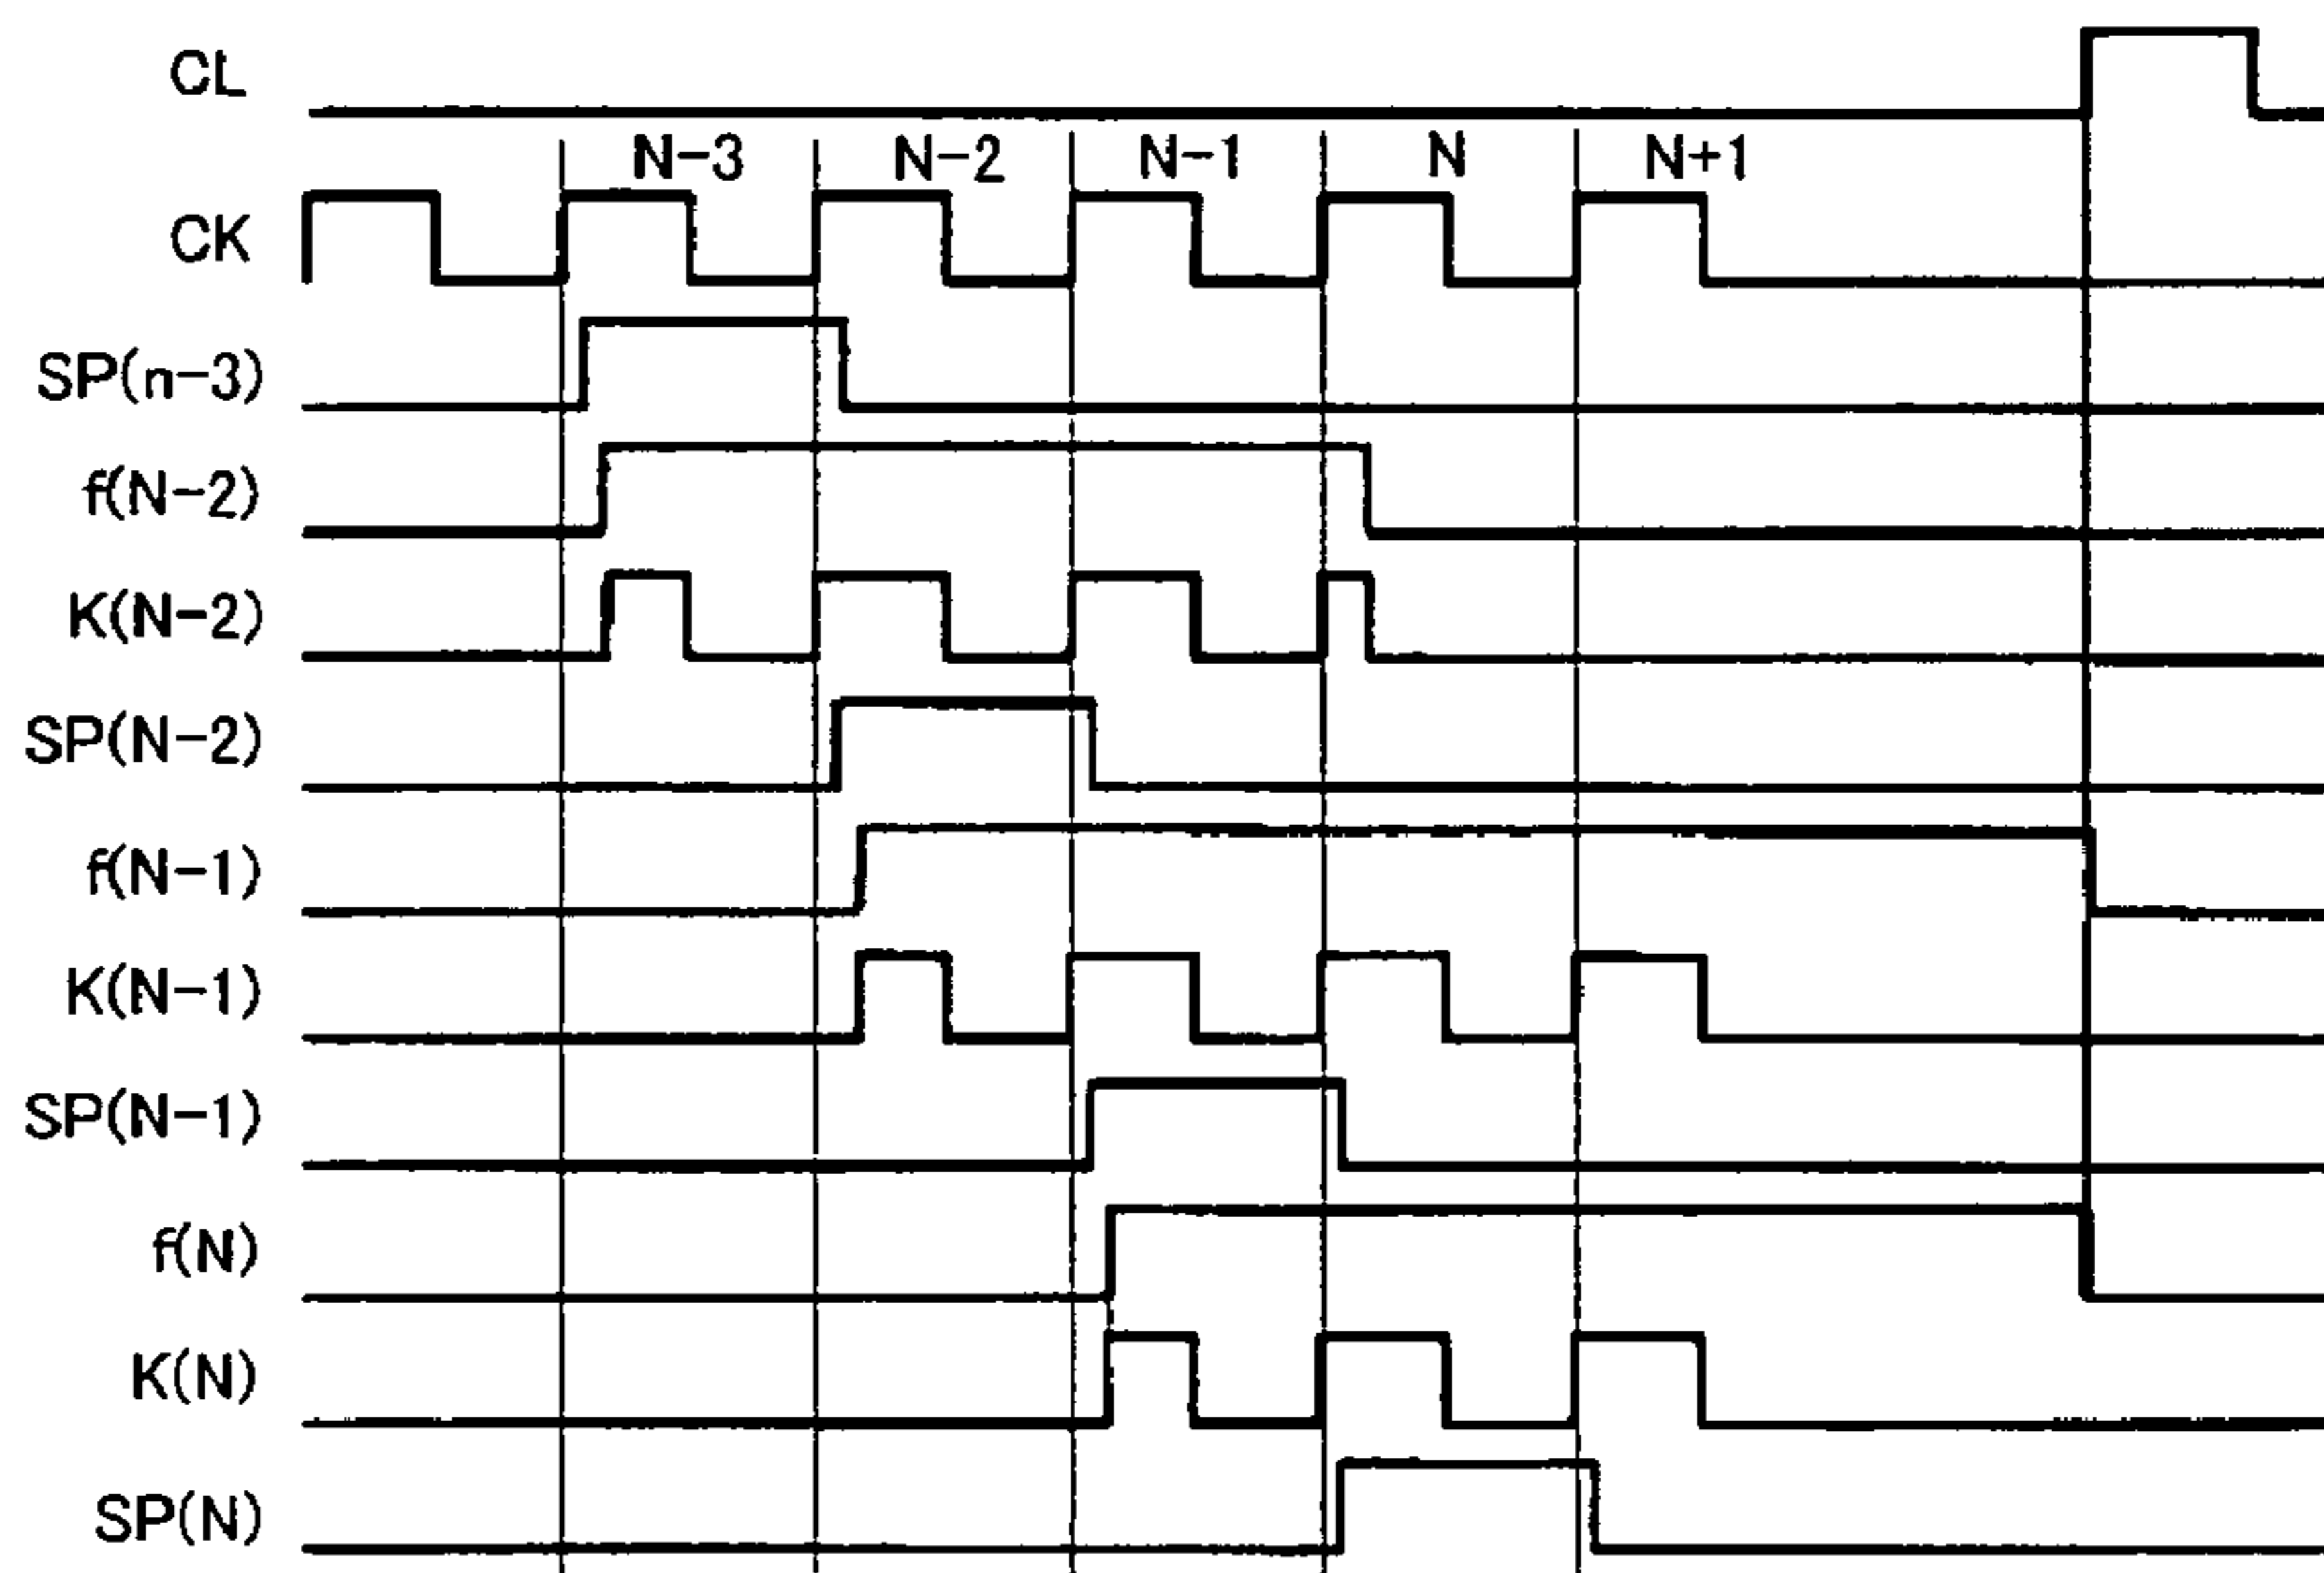 CL
N-3 N-2 N-1 N N+1
CK
SP(n-3)
f(N-2)
K(N-2)
SP(N-2)
f(N-1)
K(N-1)
SP(N-1)
f(N)
K(N)
SP(N)